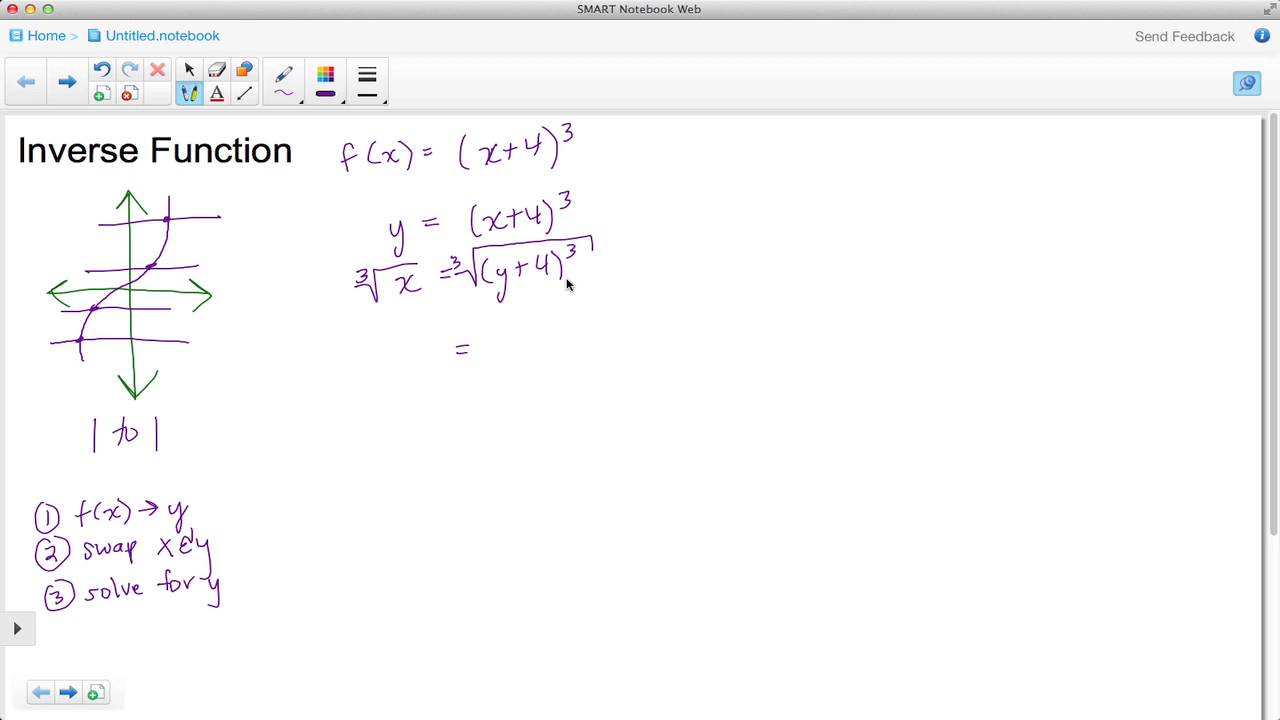 SMART Notebook Web
Home Untitled.notebook Send Feedback
Inverse Function
f(x) = (x+4)³
y = (x+4)³
∛x = ∛(y+4)³
=
1 to 1
① f(x) → y
② swap x & y
③ solve for y